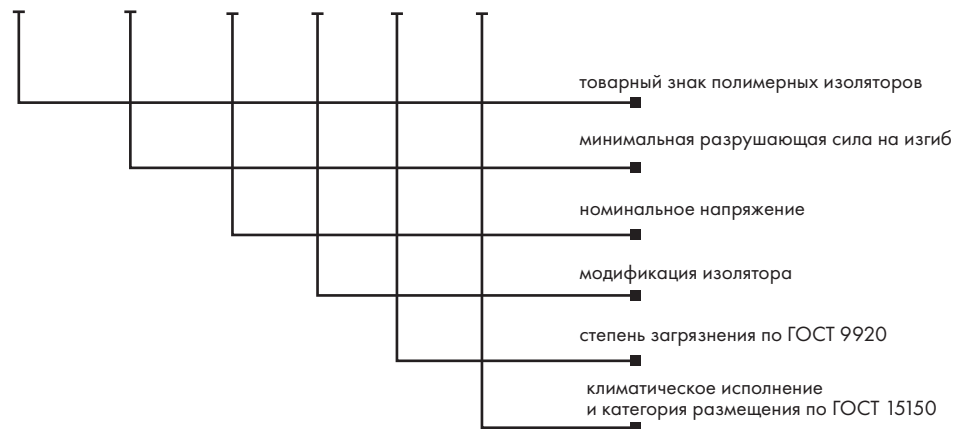 товарный знак полимерных изоляторов
минимальная разрушающая сила на изгиб
номинальное напряжение
модификация изолятора
степень загрязнения по ГОСТ 9920
климатическое исполнение
и категория размещения по ГОСТ 15150